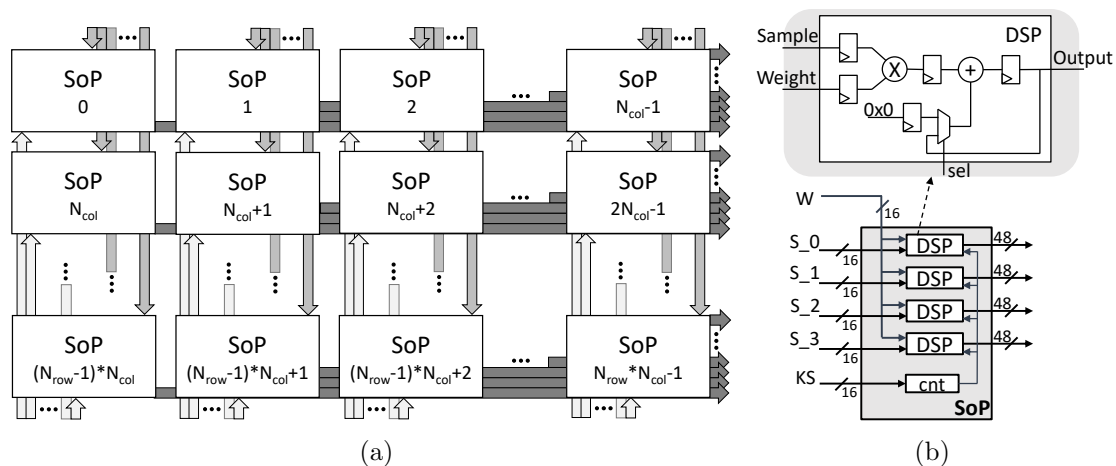 SoP
0
SoP
1
SoP
2
SoP
N_col-1
SoP
N_col
SoP
N_col+1
SoP
N_col+2
SoP
2N_col-1
SoP
(N_row-1)*N_col
SoP
(N_row-1)*N_col+1
SoP
(N_row-1)*N_col+2
SoP
N_row*N_col-1
(a)
DSP
Sample
Output
X
+
Weight
0x0
sel
W
16
S_0
16
DSP
48
S_1
16
DSP
48
S_2
16
DSP
48
S_3
16
DSP
48
KS
16
cnt
SoP
(b)